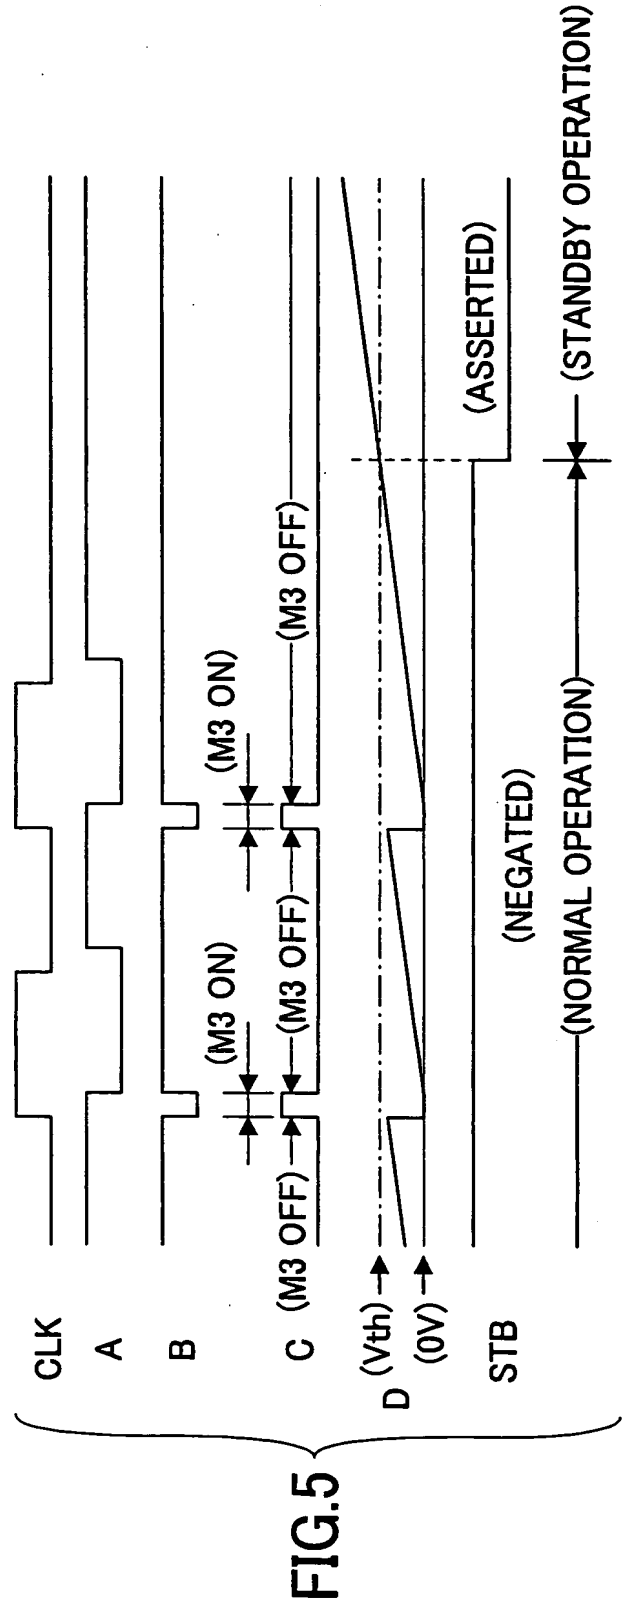 FIG.5
CLK
A
B
(M3 ON)
(M3 ON)
C
(M3 OFF)
(M3 OFF)
(M3 OFF)
D
(Vth)
(0V)
STB
(NEGATED)
(ASSERTED)
(NORMAL OPERATION)
(STANDBY OPERATION)